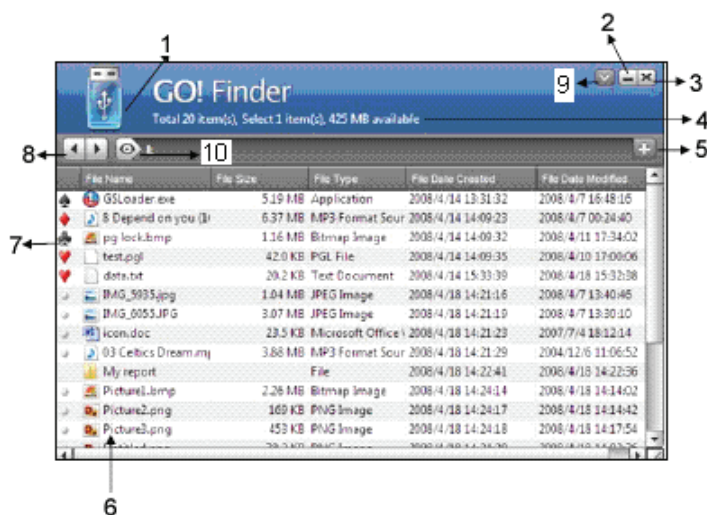 1
2
9
3
GO! Finder
Total 20 item(s), Select 1 item(s), 425 MB available
4
8
10
5
File Name File Size File Type File Date Created File Date Modified
GSLoader.exe 5.19 MB Application 2008/4/14 13:31:32 2008/4/7 16:48:16
8 Depend on you (1 6.37 MB MP3 Format Sour 2008/4/14 14:09:23 2008/4/7 00:24:40
7
pg lock.bmp 1.16 MB Bitmap Image 2008/4/14 14:09:32 2008/4/11 17:34:02
test.pgl 42.0 KB PGL File 2008/4/14 14:09:35 2008/4/10 17:00:06
data.txt 20.2 KB Text Document 2008/4/14 15:33:39 2008/4/18 15:32:38
IMG_5935.jpg 1.04 MB JPEG Image 2008/4/18 14:21:16 2008/4/7 13:40:46
IMG_6055.JPG 3.07 MB JPEG Image 2008/4/18 14:21:19 2008/4/7 13:30:10
icon.doc 23.5 KB Microsoft Office 2008/4/18 14:21:23 2007/7/4 18:12:14
03 Celtics Dream.m 3.88 MB MP3 Format Sour 2008/4/18 14:21:29 2004/12/6 11:06:52
My report File 2008/4/18 14:22:41 2008/4/18 14:22:36
Picture1.bmp 2.26 MB Bitmap Image 2008/4/18 14:24:14 2008/4/18 14:14:02
Picture2.png 169 KB PNG Image 2008/4/18 14:24:17 2008/4/18 14:14:42
Picture3.png 453 KB PNG Image 2008/4/18 14:24:18 2008/4/18 14:17:54
6